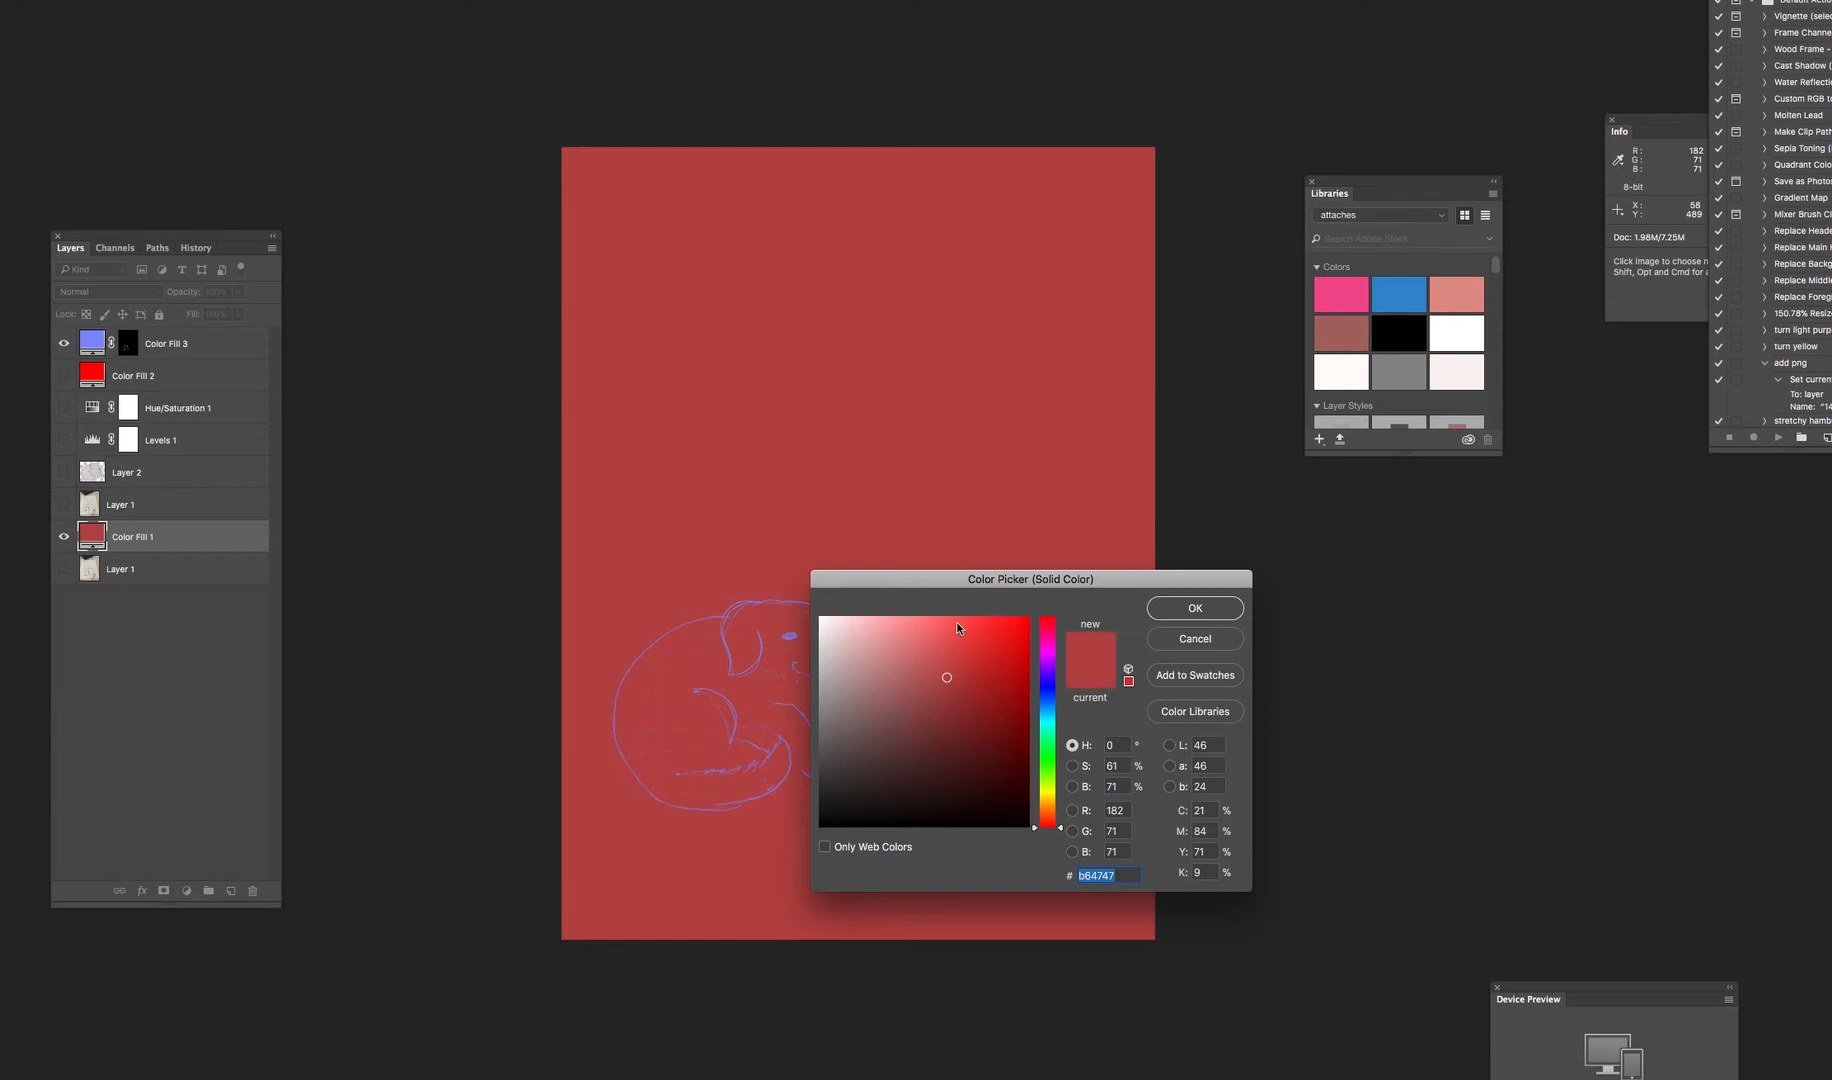 Layers Channels Paths History
Kind
Normal Opacity: 100%
Lock: Fill: 100%
Color Fill 3
Color Fill 2
Hue/Saturation 1
Levels 1
Layer 2
Layer 1
Color Fill 1
Layer 1
fx
Color Picker (Solid Color)
new
current
OK
Cancel
Add to Swatches
Color Libraries
H: 0 °
S: 61 %
B: 71 %
R: 182
G: 71
B: 71
# b64747
L: 46
a: 46
b: 24
C: 21 %
M: 84 %
Y: 71 %
K: 9 %
Only Web Colors
Libraries
attaches
Search Adobe Stock
Colors
Layer Styles
Info
R: 182
G: 71
B: 71
8-bit
X: 58
Y: 489
Doc: 1.98M/7.25M
Click image to choose n
Shift, Opt and Cmd for a
Vignette (selec
Frame Channe
Wood Frame -
Cast Shadow (
Water Reflecti
Custom RGB to
Molten Lead
Make Clip Path
Sepia Toning (
Quadrant Colo
Save as Photos
Gradient Map
Mixer Brush Cl
Replace Heade
Replace Main
Replace Backg
Replace Middle
Replace Foreg
150.78% Resiz
turn light purp
turn yellow
add png
Set curren
To: layer
Name: "14
stretchy hambu
Device Preview